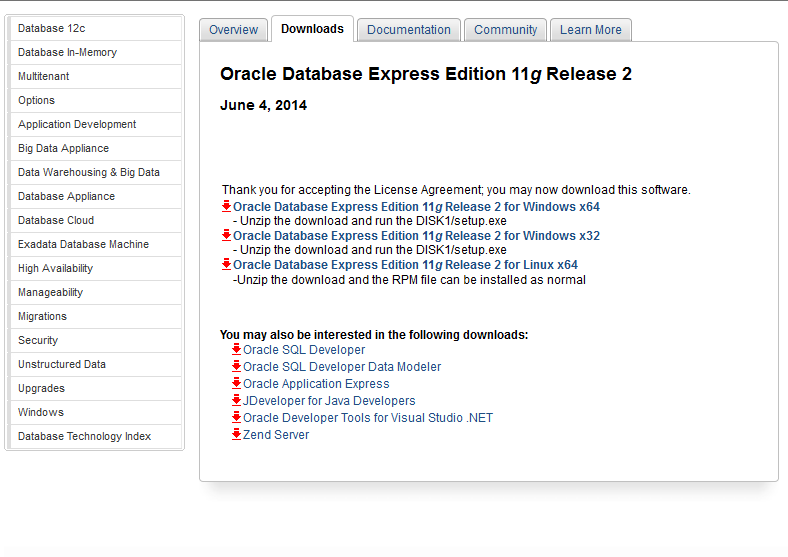 Database 12c
Database In-Memory
Multitenant
Options
Application Development
Big Data Appliance
Data Warehousing & Big Data
Database Appliance
Database Cloud
Exadata Database Machine
High Availability
Manageability
Migrations
Security
Unstructured Data
Upgrades
Windows
Database Technology Index
Overview Downloads Documentation Community Learn More
Oracle Database Express Edition 11g Release 2
June 4, 2014
Thank you for accepting the License Agreement; you may now download this software.
Oracle Database Express Edition 11g Release 2 for Windows x64
- Unzip the download and run the DISK1/setup.exe
Oracle Database Express Edition 11g Release 2 for Windows x32
- Unzip the download and run the DISK1/setup.exe
Oracle Database Express Edition 11g Release 2 for Linux x64
-Unzip the download and the RPM file can be installed as normal
You may also be interested in the following downloads:
Oracle SQL Developer
Oracle SQL Developer Data Modeler
Oracle Application Express
JDeveloper for Java Developers
Oracle Developer Tools for Visual Studio .NET
Zend Server